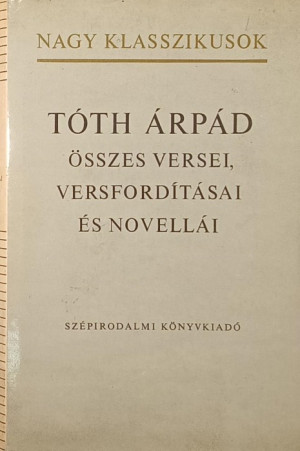 NAGY KLASSZIKUSOK
TÓTH ÁRPÁD
ÖSSZES VERSEI,
VERSFORDÍTÁSAI
ÉS NOVELLÁI
SZÉPIRODALMI KÖNYVKIADÓ